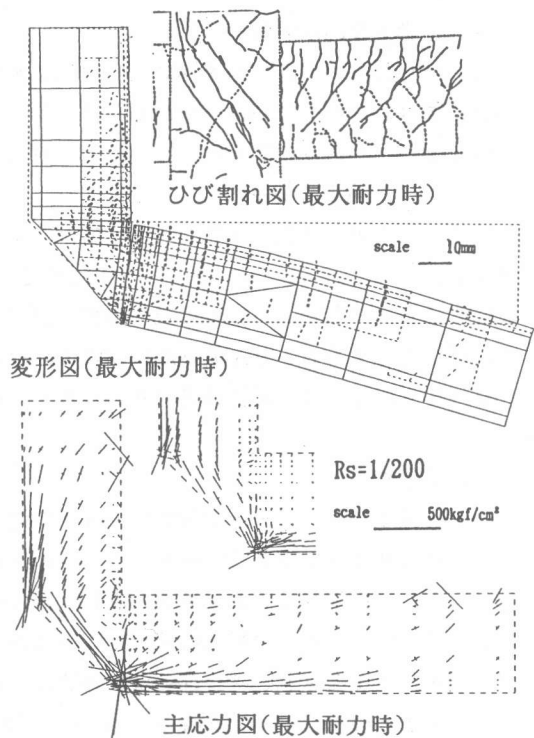 ひび割れ図(最大耐力時)
scale 10mm
変形図(最大耐力時)
Rs=1/200
scale 500kgf/cm²
主応力図(最大耐力時)